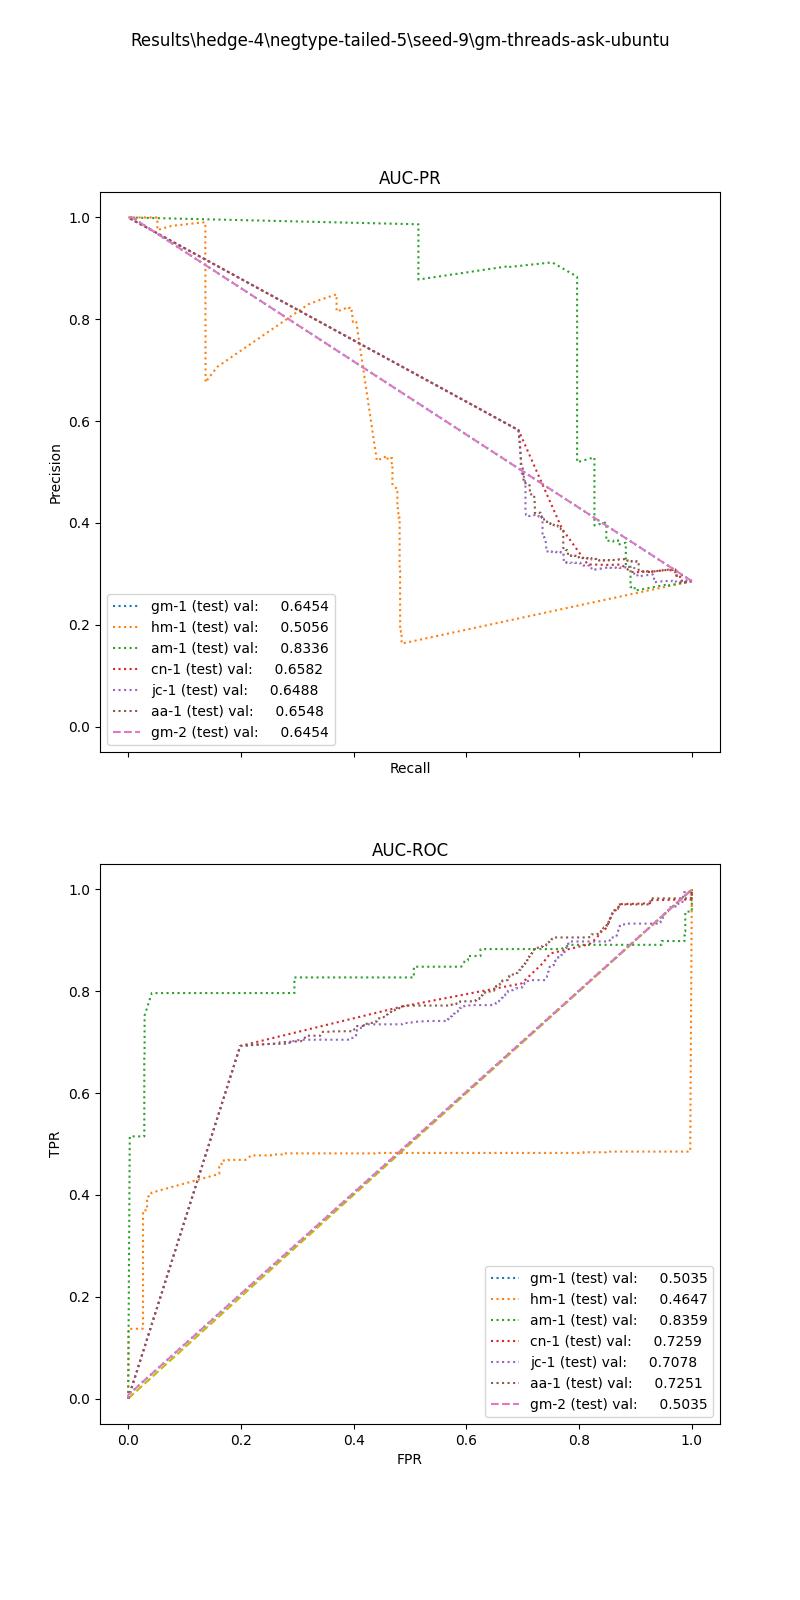 Results\hedge-4\negtype-tailed-5\seed-9\gm-threads-ask-ubuntu
AUC-PR
1.0
0.8
0.6
0.4
0.2
0.0
Precision
gm-1 (test) val: 0.6454
hm-1 (test) val: 0.5056
am-1 (test) val: 0.8336
cn-1 (test) val: 0.6582
jc-1 (test) val: 0.6488
aa-1 (test) val: 0.6548
gm-2 (test) val: 0.6454
Recall
AUC-ROC
1.0
0.8
0.6
0.4
0.2
0.0
TPR
gm-1 (test) val: 0.5035
hm-1 (test) val: 0.4647
am-1 (test) val: 0.8359
cn-1 (test) val: 0.7259
jc-1 (test) val: 0.7078
aa-1 (test) val: 0.7251
gm-2 (test) val: 0.5035
0.0 0.2 0.4 0.6 0.8 1.0
FPR